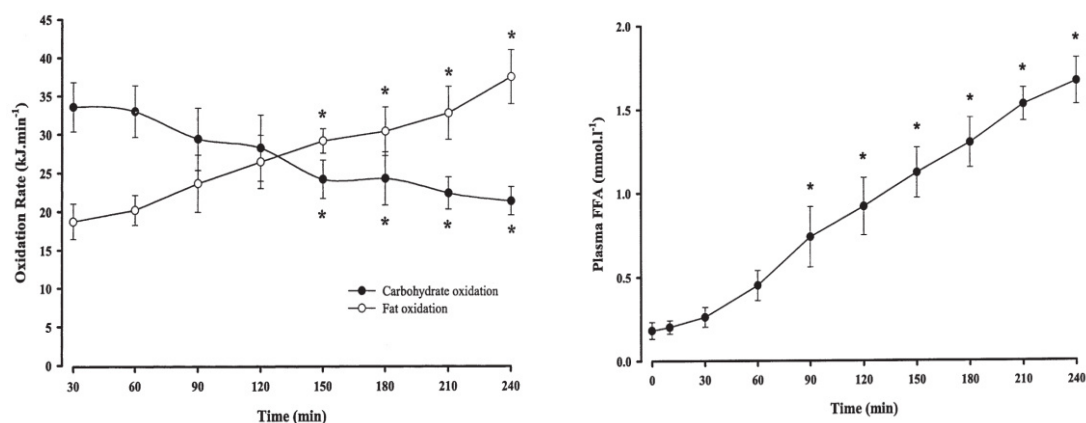 45
40
35
30
25
20
15
10
5
0
Oxidation Rate (kJ.min⁻¹)
* * * *
* * * *
Carbohydrate oxidation
Fat oxidation
30 60 90 120 150 180 210 240
Time (min)
2.0
1.5
1.0
0.5
0.0
Plasma FFA (mmol.l⁻¹)
* * * * * *
0 30 60 90 120 150 180 210 240
Time (min)